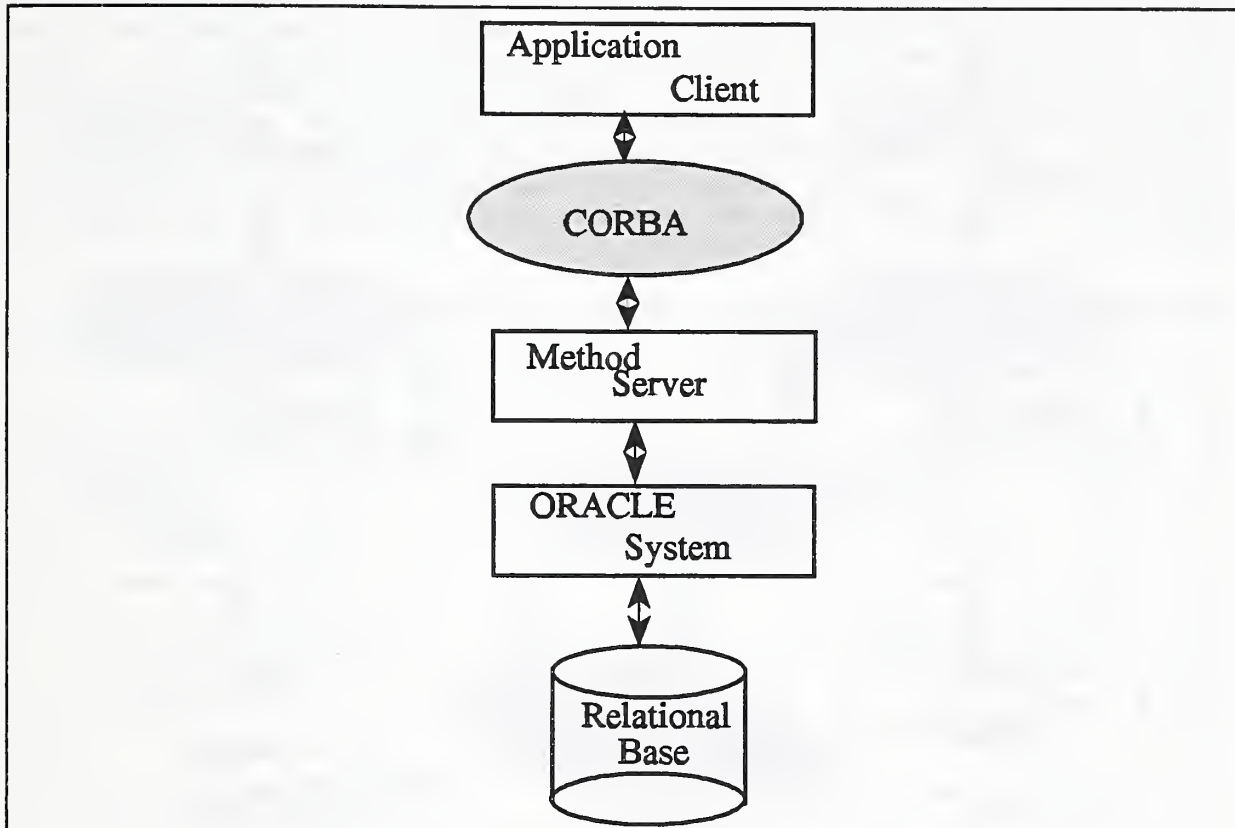 Application
Client
CORBA
Method
Server
ORACLE
System
Relational
Base